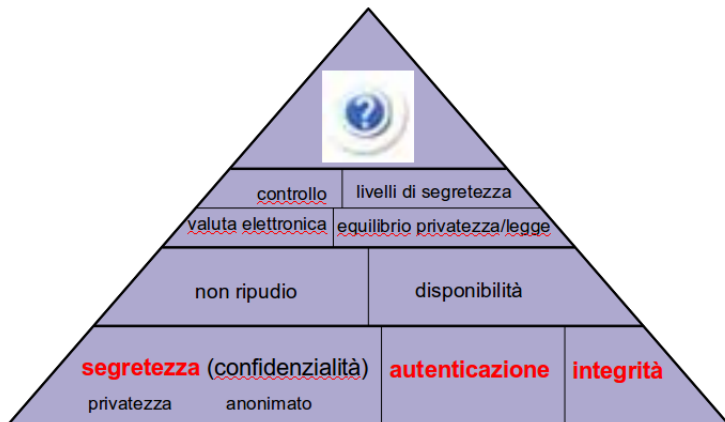 ?
controllo livelli di segretezza
valuta elettronica equilibrio privatezza/legge
non ripudio disponibilità
segretezza (confidenzialità) autenticazione integrità
privatezza anonimato